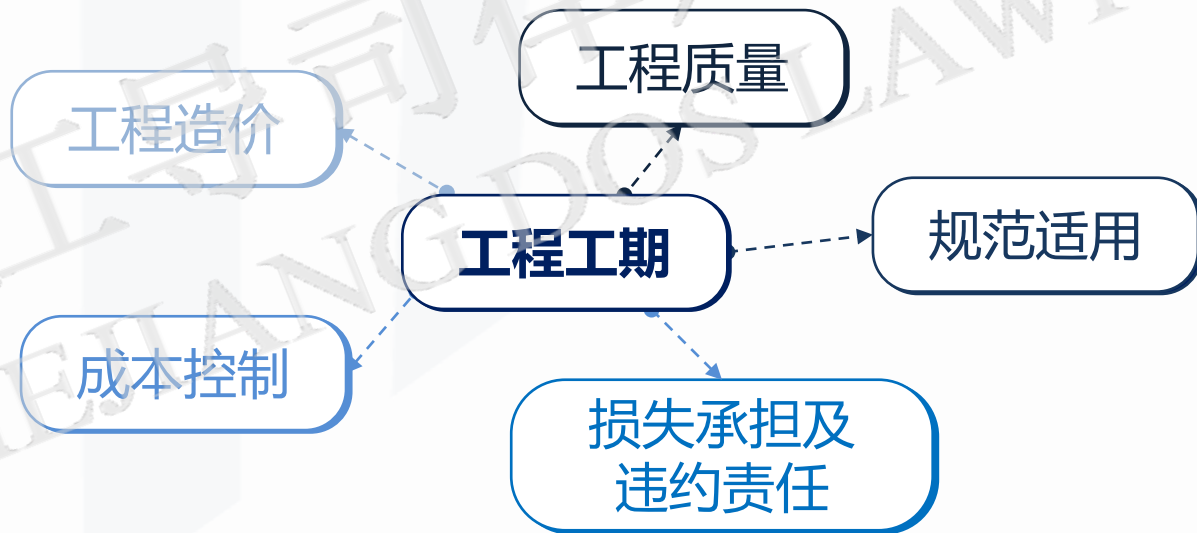 工程质量
工程造价
工程工期
规范适用
成本控制
损失承担及
违约责任